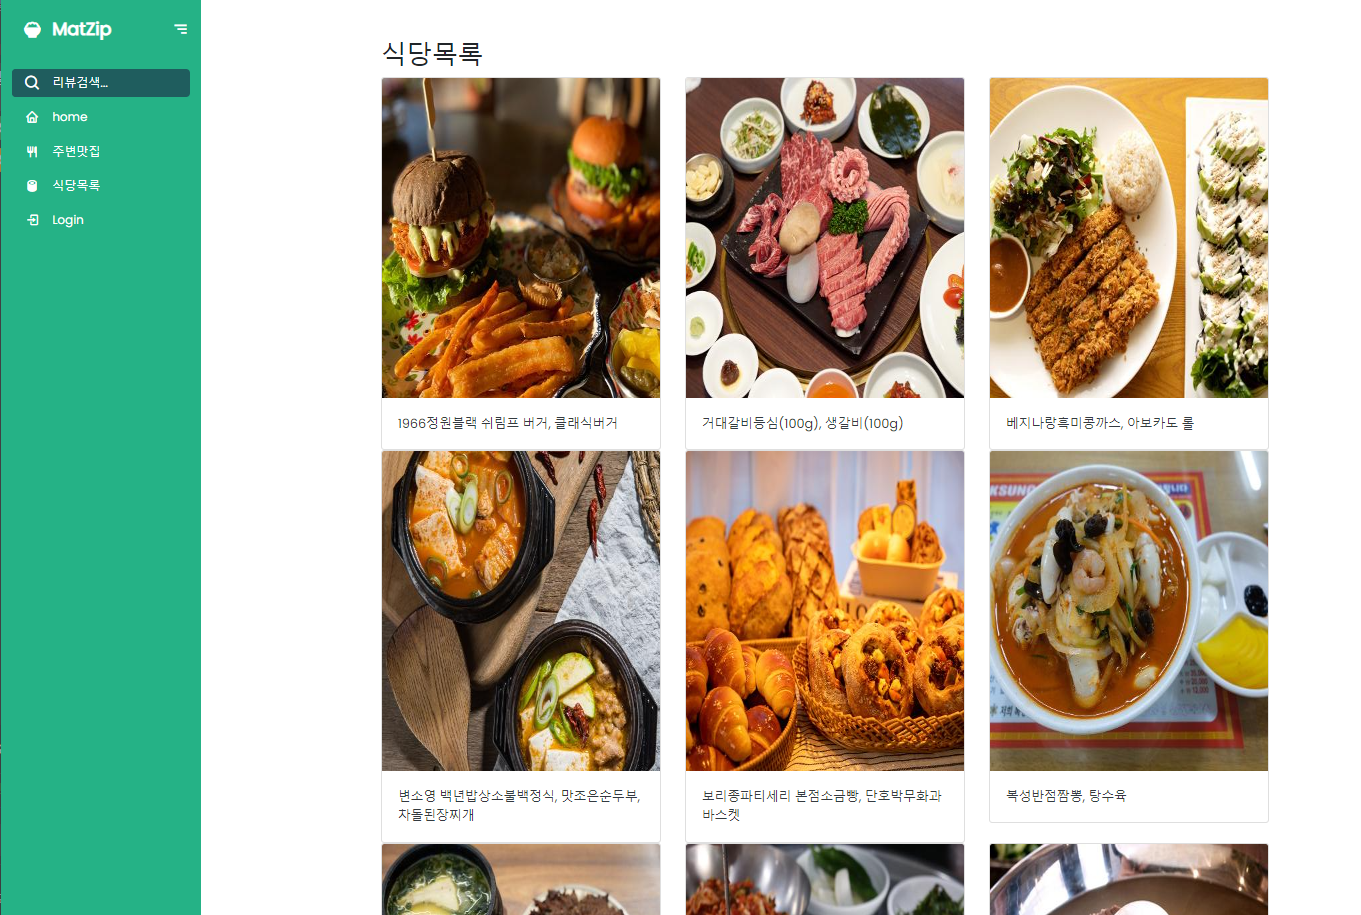 MatZip
리뷰검색...
home
주변맛집
식당목록
Login
식당목록
1966정원블랙 쉬림프 버거, 클래식버거
거대갈비등심(100g), 생갈비(100g)
베지나랑흑미콩까스, 아보카도 롤
변소영 백년밥상소불백정식, 맛조은순두부,
차돌된장찌개
보리종파티세리 본점소금빵, 단호박무화과
바스켓
복성반점짬뽕, 탕수육